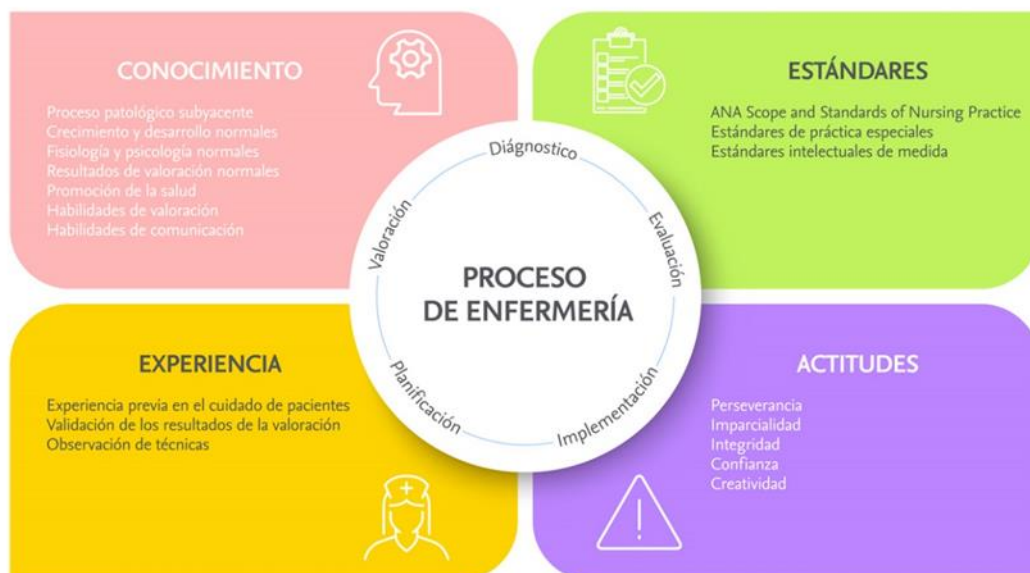 CONOCIMIENTO
Proceso patológico subyacente
Crecimiento y desarrollo normales
Fisiología y psicología normales
Resultados de valoración normales
Promoción de la salud
Habilidades de valoración
Habilidades de comunicación
ESTÁNDARES
ANA Scope and Standards of Nursing Practice
Estándares de práctica especiales
Estándares intelectuales de medida
Diágnostico
Valoración
Evaluación
PROCESO
DE ENFERMERÍA
Planificación
Implementación
EXPERIENCIA
Experiencia previa en el cuidado de pacientes
Validación de los resultados de la valoración
Observación de técnicas
ACTITUDES
Perseverancia
Imparcialidad
Integridad
Confianza
Creatividad